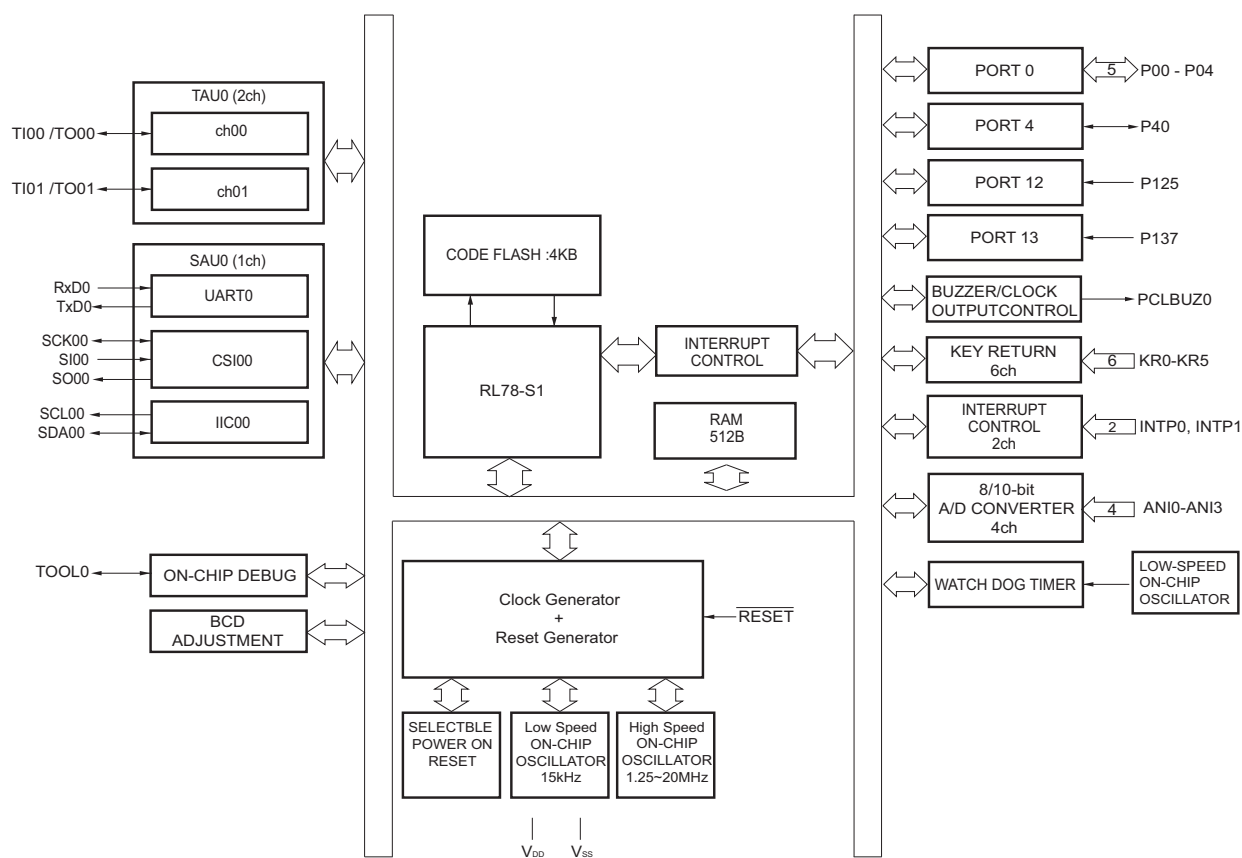 TAU0 (2ch)
ch00
TI00 /TO00
ch01
TI01 /TO01
SAU0 (1ch)
UART0
RxD0
TxD0
CSI00
SCK00
SI00
SO00
IIC00
SCL00
SDA00
TOOL0
ON-CHIP DEBUG
BCD
ADJUSTMENT
CODE FLASH :4KB
RL78-S1
INTERRUPT
CONTROL
RAM
512B
Clock Generator
+
Reset Generator
RESET
SELECTBLE
POWER ON
RESET
Low Speed
ON-CHIP
OSCILLATOR
15kHz
High Speed
ON-CHIP
OSCILLATOR
1.25~20MHz
VDD
VSS
PORT 0
5
P00 - P04
PORT 4
P40
PORT 12
P125
PORT 13
P137
BUZZER/CLOCK
OUTPUTCONTROL
PCLBUZ0
KEY RETURN
6ch
6
KR0-KR5
INTERRUPT
CONTROL
2ch
2
INTP0, INTP1
8/10-bit
A/D CONVERTER
4ch
4
ANI0-ANI3
WATCH DOG TIMER
LOW-SPEED
ON-CHIP
OSCILLATOR